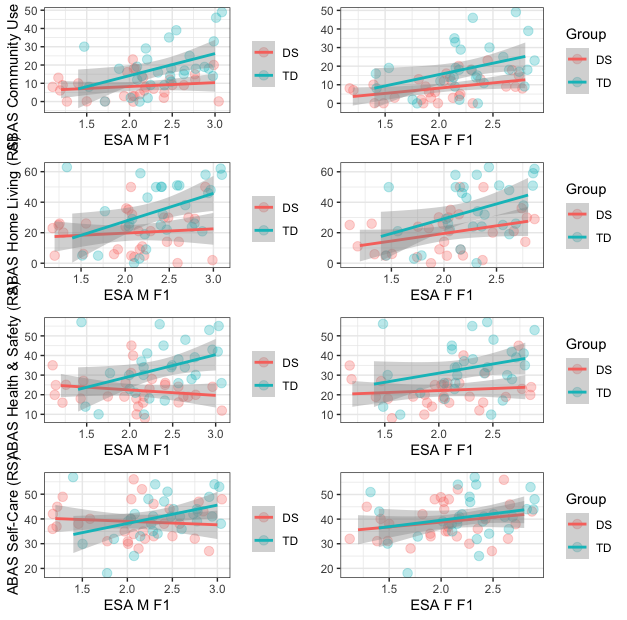 ABAS Community Use (RS)
50
40
30
20
10
0
1.5 2.0 2.5 3.0
ESA M F1
DS
TD
50
40
30
20
10
0
1.5 2.0 2.5
ESA F F1
Group
DS
TD
ABAS Home Living (RS)
60
40
20
0
1.5 2.0 2.5 3.0
ESA M F1
DS
TD
60
40
20
0
1.5 2.0 2.5
ESA F F1
Group
DS
TD
ABAS Health & Safety (RS)
50
40
30
20
10
1.5 2.0 2.5 3.0
ESA M F1
DS
TD
50
40
30
20
10
1.5 2.0 2.5
ESA F F1
Group
DS
TD
ABAS Self-Care (RS)
50
40
30
20
1.5 2.0 2.5 3.0
ESA M F1
DS
TD
50
40
30
20
1.5 2.0 2.5
ESA F F1
Group
DS
TD